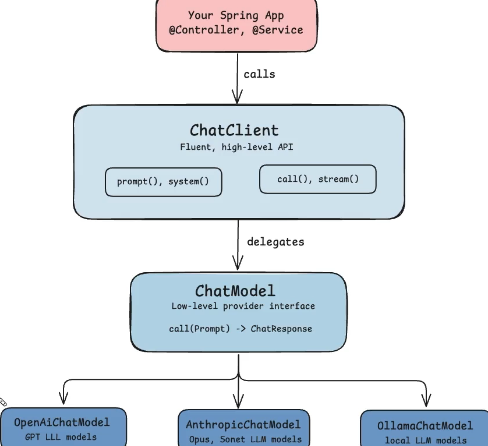 Your Spring App
@Controller, @Service
calls
ChatClient
Fluent, high-level API
prompt(), system()
call(), stream()
delegates
ChatModel
Low-level provider interface
call(Prompt) -> ChatResponse
OpenAiChatModel
GPT LLL models
AnthropicChatModel
Opus, Sonet LLM models
OllamaChatModel
local LLM models